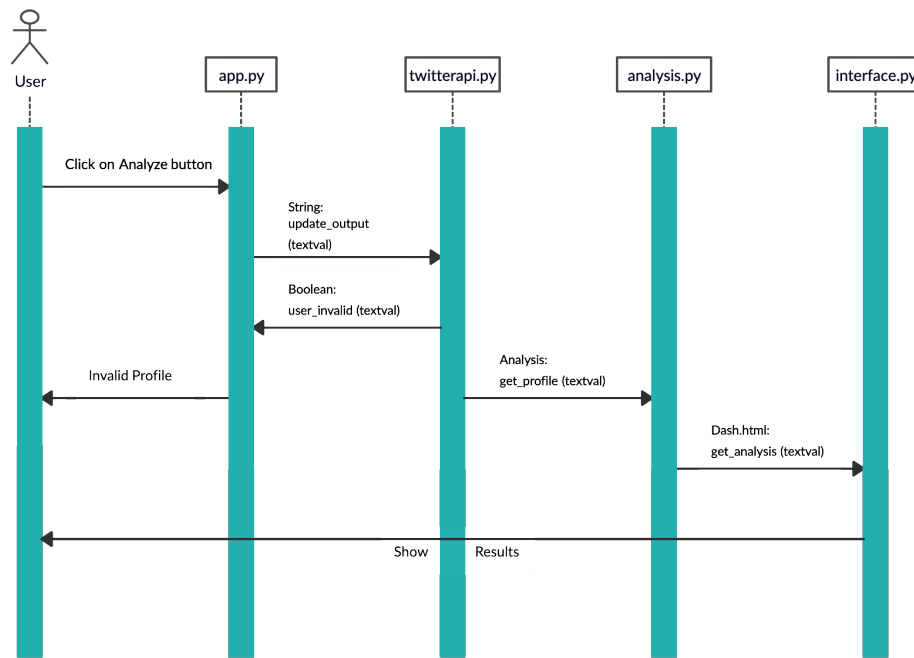 User
app.py
twitterapi.py
analysis.py
interface.py
Click on Analyze button
String:
update_output
(textval)
Boolean:
user_invalid (textval)
Invalid Profile
Analysis:
get_profile (textval)
Dash.html:
get_analysis (textval)
Show Results